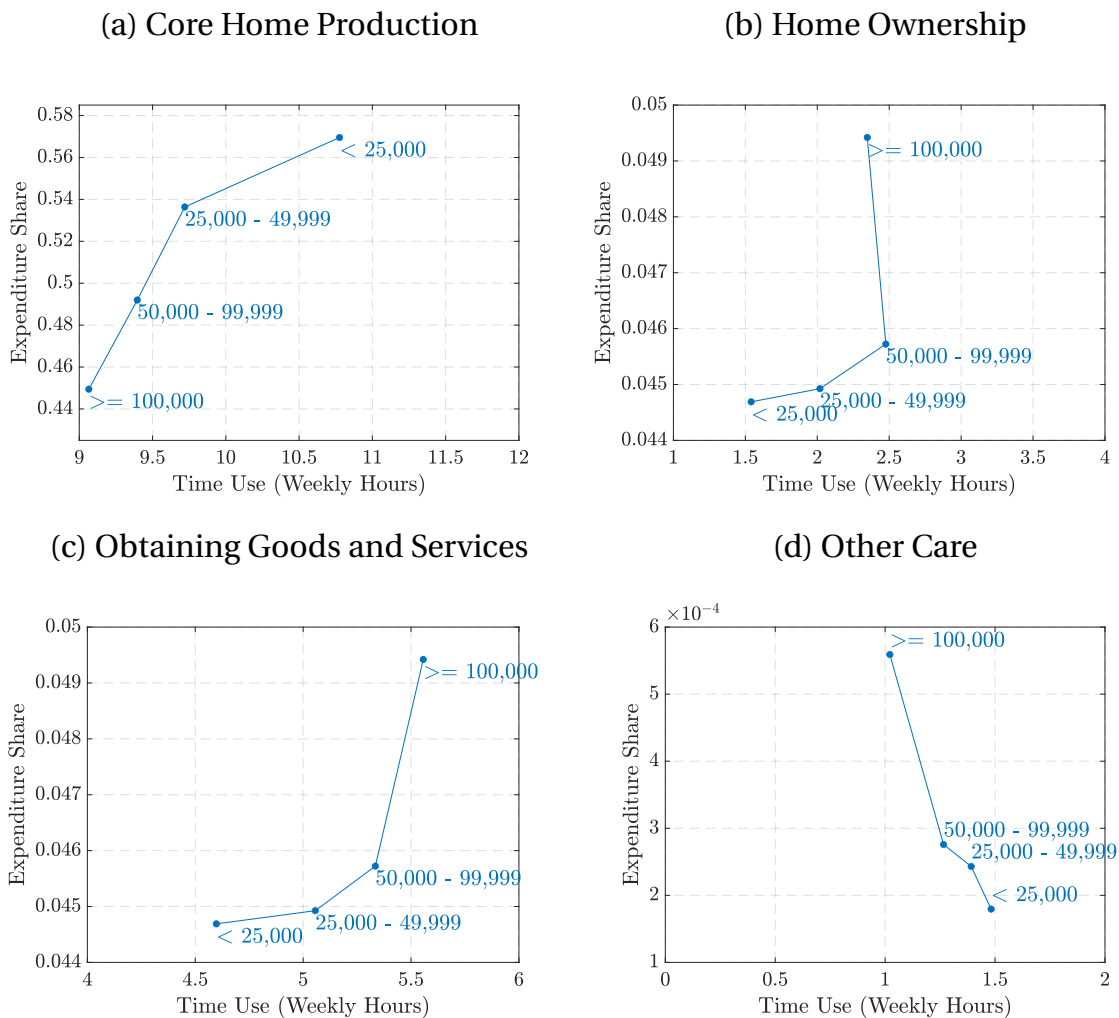 (a) Core Home Production
0.58
0.56
0.54
0.52
0.5
0.48
0.46
0.44
Expenditure Share
< 25,000
25,000 - 49,999
50,000 - 99,999
>= 100,000
9 9.5 10 10.5 11 11.5 12
Time Use (Weekly Hours)
(b) Home Ownership
0.05
0.049
0.048
0.047
0.046
0.045
0.044
Expenditure Share
>= 100,000
50,000 - 99,999
25,000 - 49,999
< 25,000
1 1.5 2 2.5 3 3.5 4
Time Use (Weekly Hours)
(c) Obtaining Goods and Services
0.05
0.049
0.048
0.047
0.046
0.045
0.044
Expenditure Share
>= 100,000
50,000 - 99,999
25,000 - 49,999
< 25,000
4 4.5 5 5.5 6
Time Use (Weekly Hours)
(d) Other Care
×10⁻⁴
6
5
4
3
2
1
Expenditure Share
>= 100,000
50,000 - 99,999
25,000 - 49,999
< 25,000
0 0.5 1 1.5 2
Time Use (Weekly Hours)